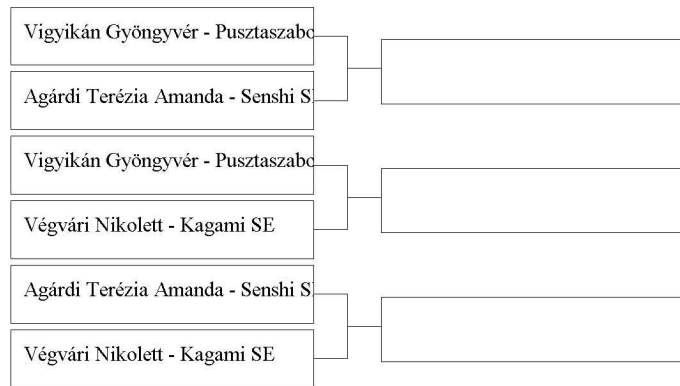 Vigyikán Gyöngyvér - Pusztaszabo
Agárdi Terézia Amanda - Senshi S
Vigyikán Gyöngyvér - Pusztaszabo
Végvári Nikolett - Kagami SE
Agárdi Terézia Amanda - Senshi S
Végvári Nikolett - Kagami SE